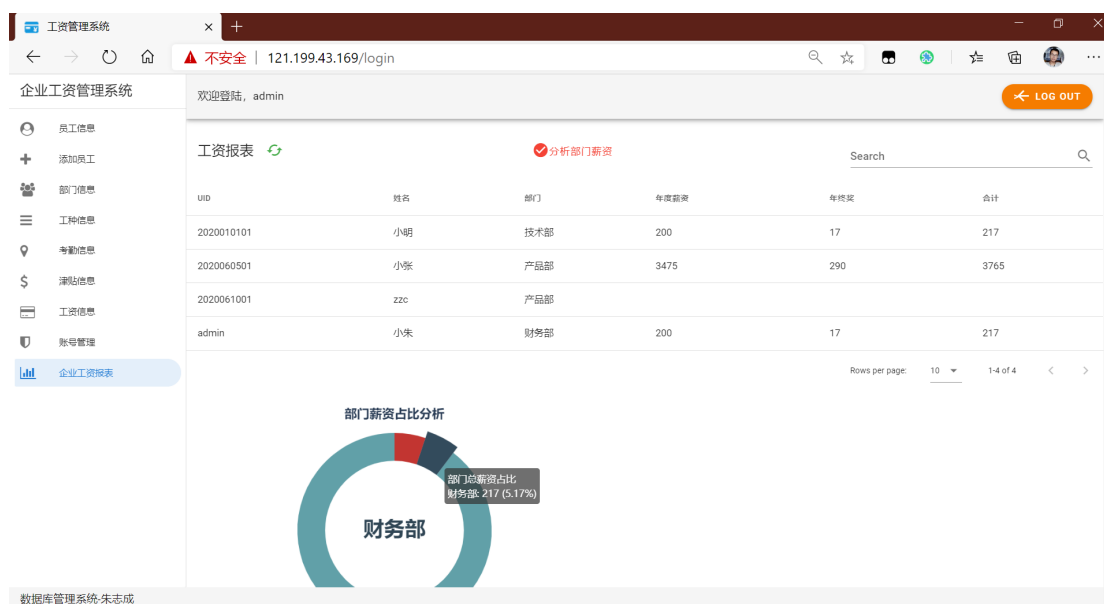 工资管理系统
不安全 | 121.199.43.169/login
企业工资管理系统
欢迎登陆，admin
LOG OUT
员工信息
添加员工
部门信息
工种信息
考勤信息
津贴信息
工资信息
账号管理
企业工资报表
工资报表
分析部门薪资
Search
UID 姓名 部门 年度薪资 年终奖 合计
2020010101 小明 技术部 200 17 217
2020060501 小张 产品部 3475 290 3765
2020061001 zzc 产品部
admin 小朱 财务部 200 17 217
Rows per page: 10 1-4 of 4
部门薪资占比分析
部门总薪资占比
财务部: 217 (5.17%)
财务部
数据库管理系统-朱志成